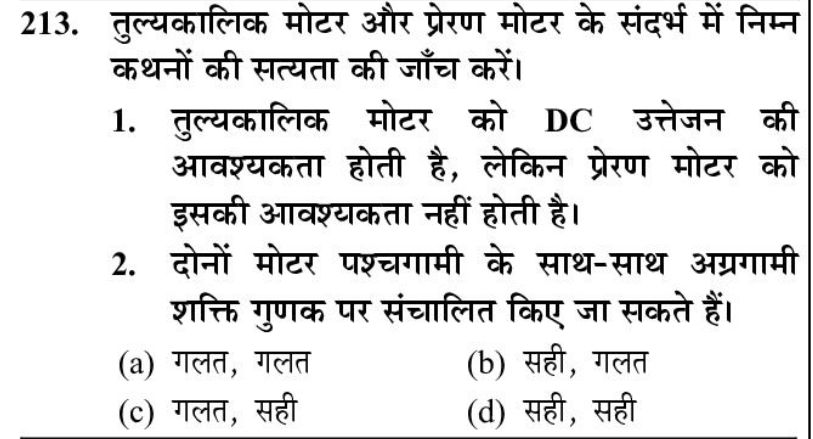 213. तुल्यकालिक मोटर और प्रेरण मोटर के संदर्भ में निम्न
कथनों की सत्यता की जाँच करें।
1. तुल्यकालिक मोटर को DC उत्तेजन की
आवश्यकता होती है, लेकिन प्रेरण मोटर को
इसकी आवश्यकता नहीं होती है।
2. दोनों मोटर पश्चगामी के साथ-साथ अग्रगामी
शक्ति गुणक पर संचालित किए जा सकते हैं।
(a) गलत, गलत (b) सही, गलत
(c) गलत, सही (d) सही, सही